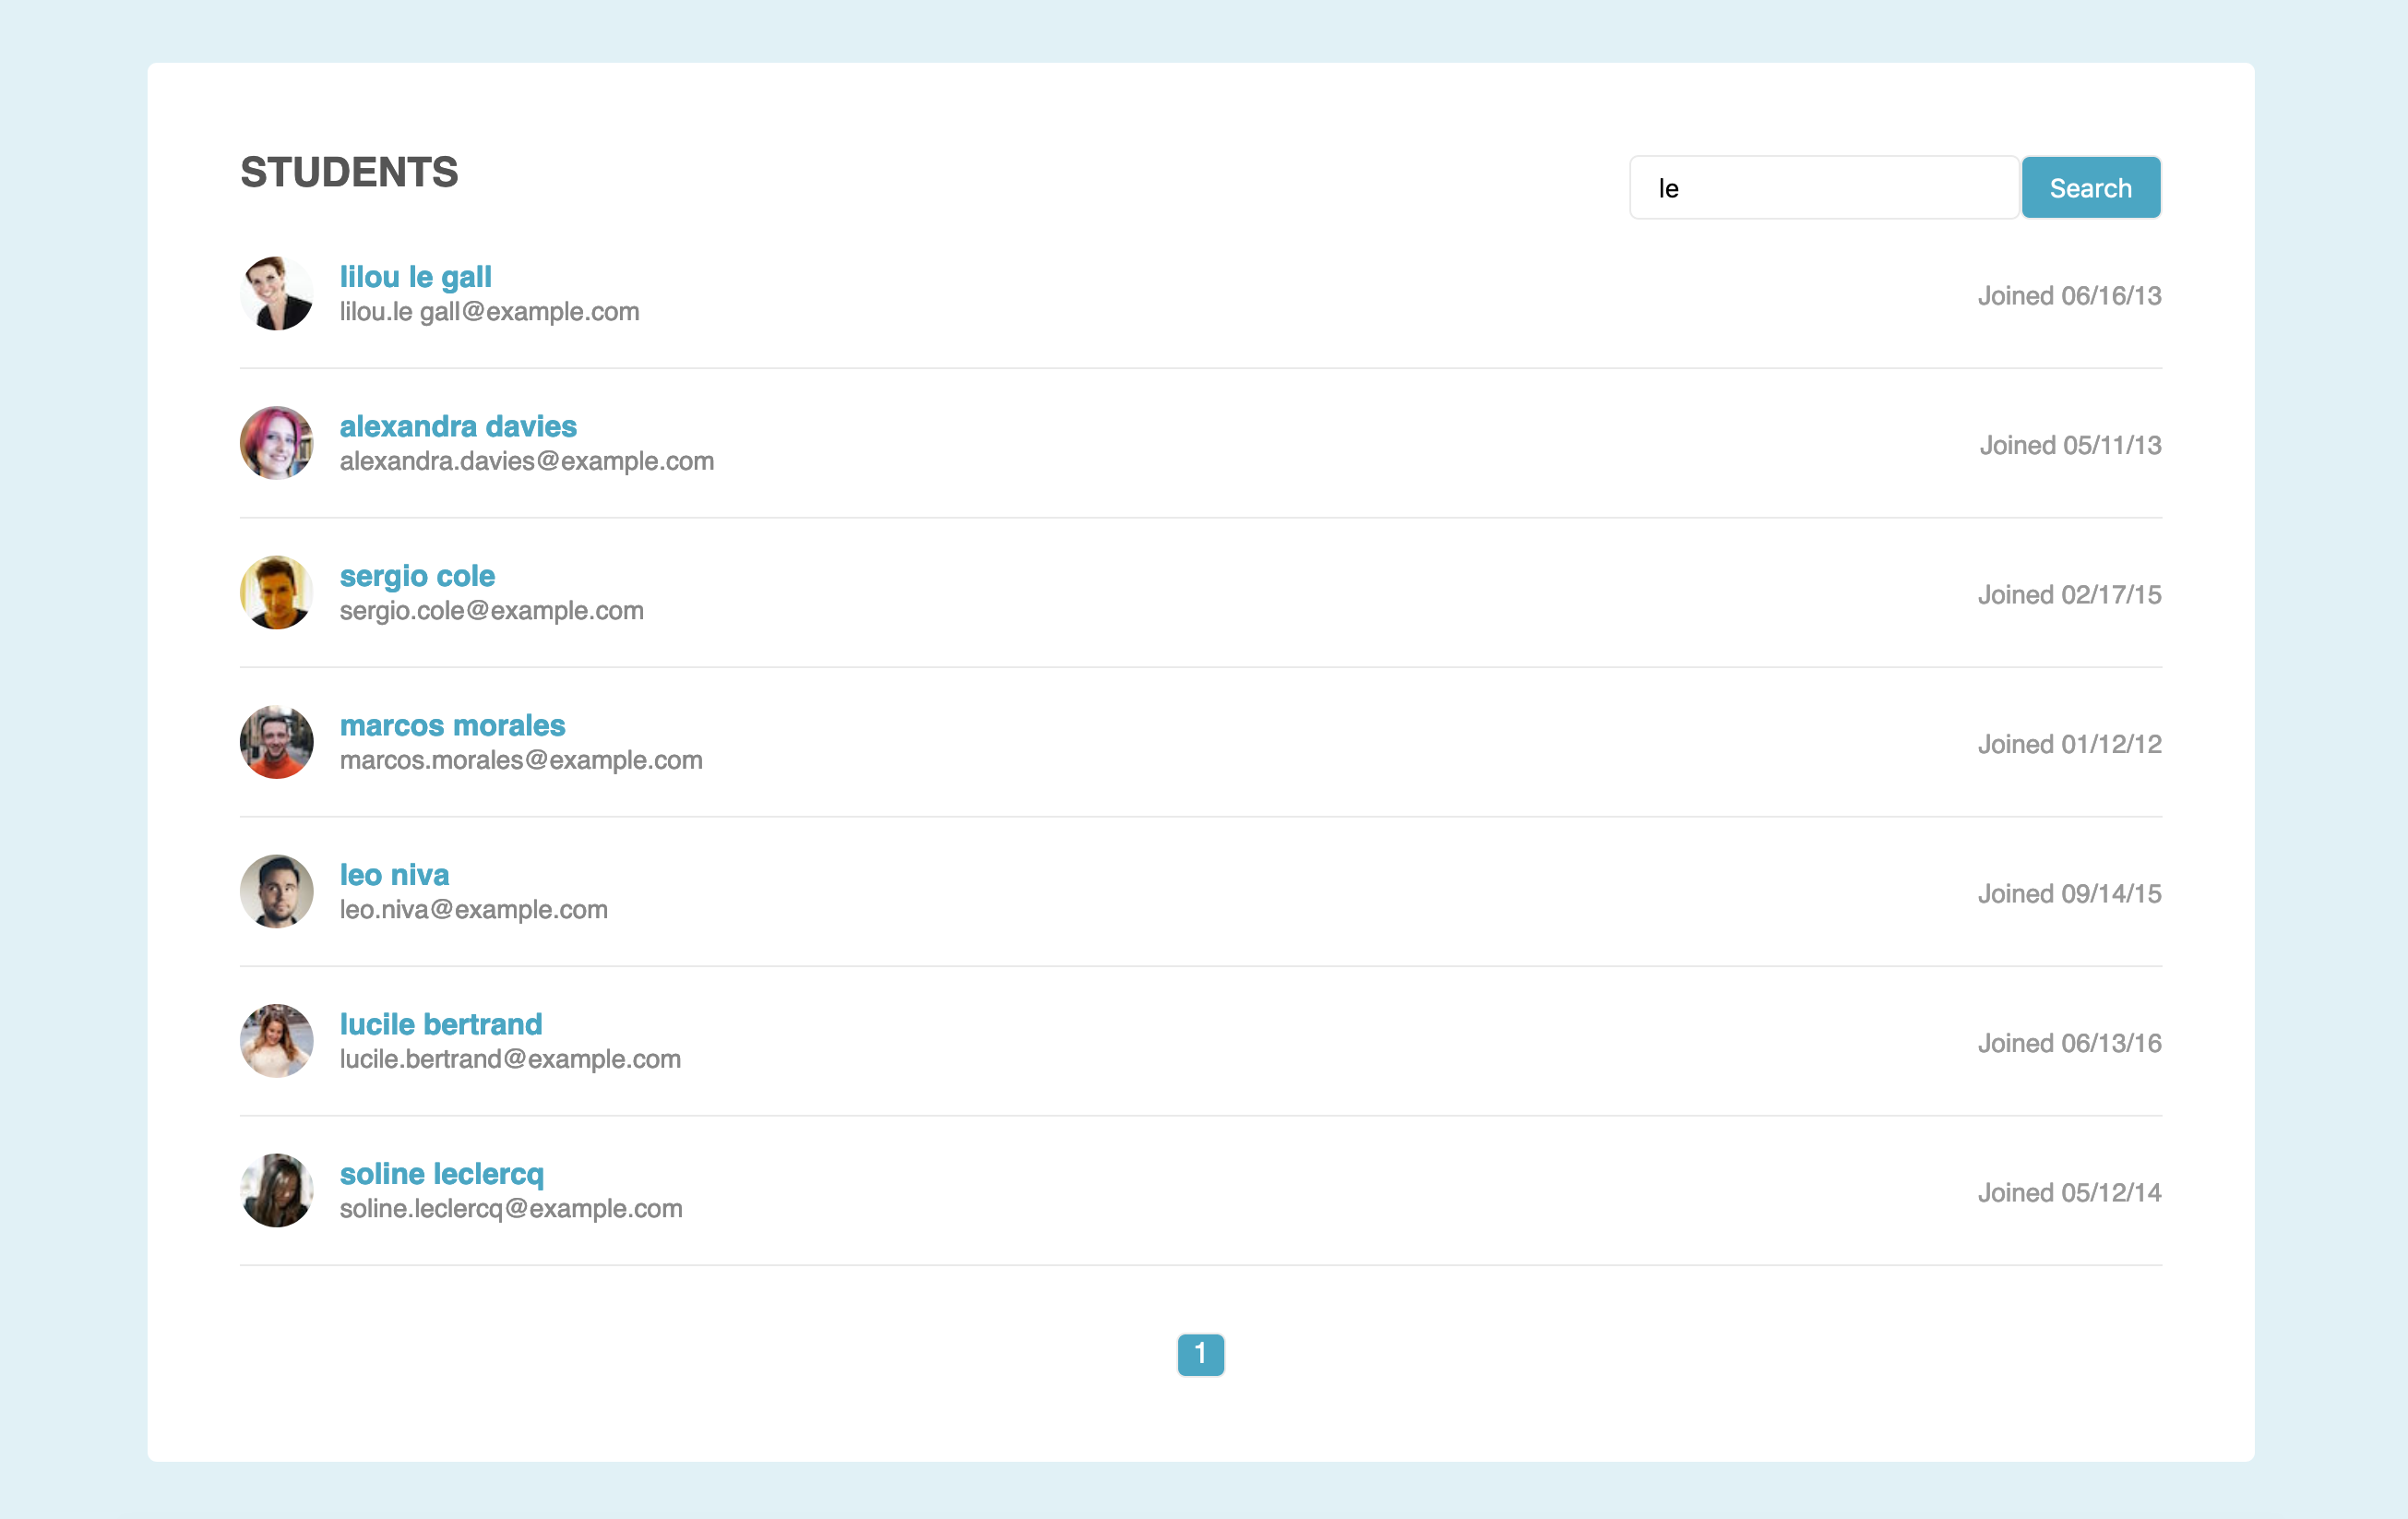 STUDENTS
le
Search
lilou le gall
lilou.le gall@example.com
Joined 06/16/13
alexandra davies
alexandra.davies@example.com
Joined 05/11/13
sergio cole
sergio.cole@example.com
Joined 02/17/15
marcos morales
marcos.morales@example.com
Joined 01/12/12
leo niva
leo.niva@example.com
Joined 09/14/15
lucile bertrand
lucile.bertrand@example.com
Joined 06/13/16
soline leclercq
soline.leclercq@example.com
Joined 05/12/14
1